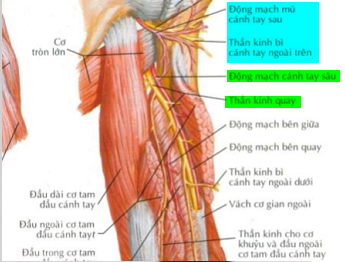 Động mạch mũ
cánh tay sau
Thần kinh bì
cánh tay ngoài trên
Cơ
tròn lớn
Động mạch cánh tay sâu
Thần kinh quay
Động mạch bên giữa
Động mạch bên quay
Thần kinh bì
cánh tay ngoài dưới
Vách cơ gian ngoài
Đầu dài cơ tam
đầu cánh tay
Đầu ngoài cơ tam
đầu cánh tayt
Đầu trong cơ tam
Thần kinh cho cơ
khuỷu và đầu ngoài
cơ tam đầu cánh tay